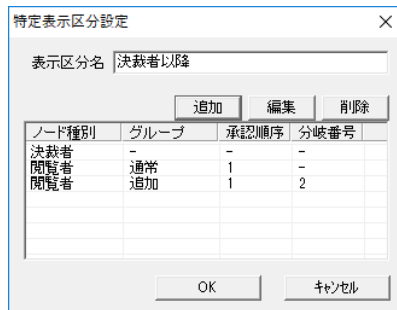 特定表示区分設定
表示区分名 決裁者以降
追加 編集 削除
ノード種別 グループ 承認順序 分岐番号
決裁者 - - -
閲覧者 通常 1 -
閲覧者 追加 1 2
OK キャンセル